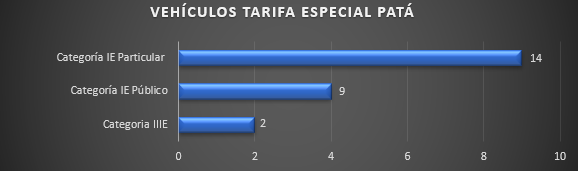 VEHÍCULOS TARIFA ESPECIAL PATÁ
Categoría IE Particular 14
Categoría IE Público 9
Categoria IIIE 2
0 2 4 6 8 10